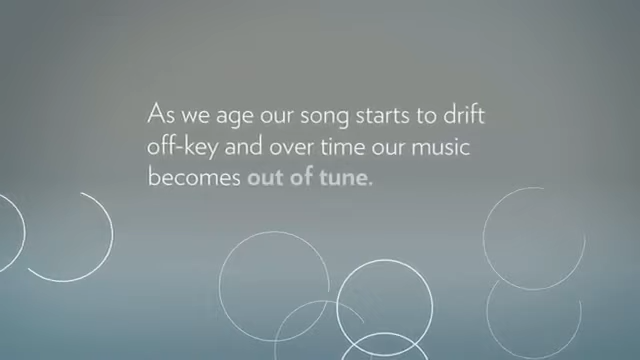 As we age our song starts to drift
off-key and over time our music
becomes out of tune.